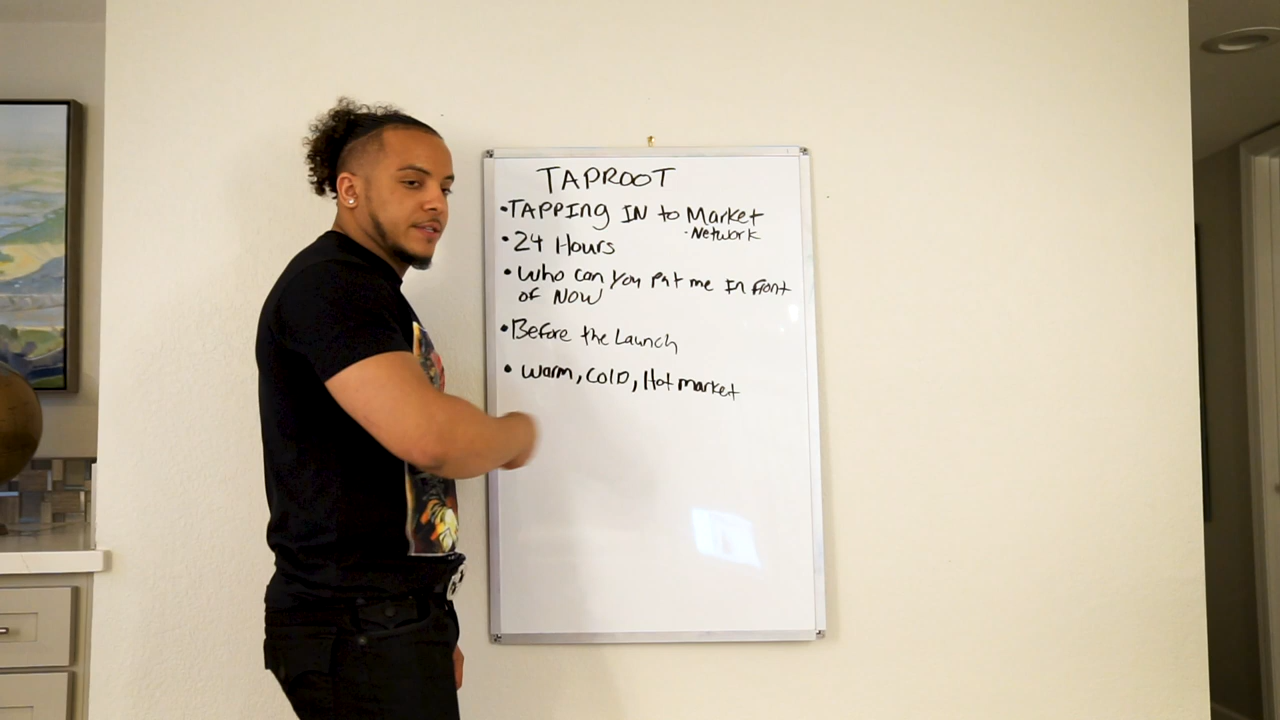 TAPROOT
•TAPPIng IN to Market
•Network
•24 Hours
•Who can you put me In front
of NOW
•Before the Launch
• Warm, COlD, Hot market